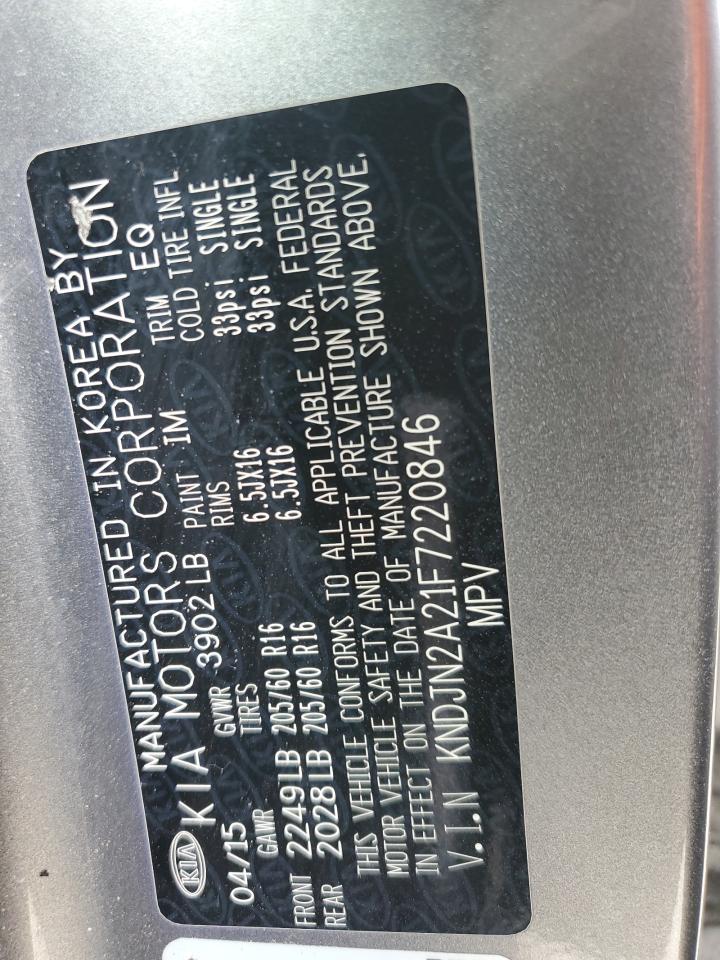 MANUFACTURED IN KOREA BY
KIA KIA MOTORS CORPORATION
04/15 GVWR 3902 LB PAINT IM TRIM EQ
GAWR TIRES RIMS COLD TIRE INFL
FRONT 2249LB 205/60 R16 6.5JX16 33psi SINGLE
REAR 2028LB 205/60 R16 6.5JX16 33psi SINGLE
THIS VEHICLE CONFORMS TO ALL APPLICABLE U.S.A. FEDERAL
MOTOR VEHICLE SAFETY AND THEFT PREVENTION STANDARDS
IN EFFECT ON THE DATE OF MANUFACTURE SHOWN ABOVE.
V.I.N KNDJN2A21F7220846
MPV